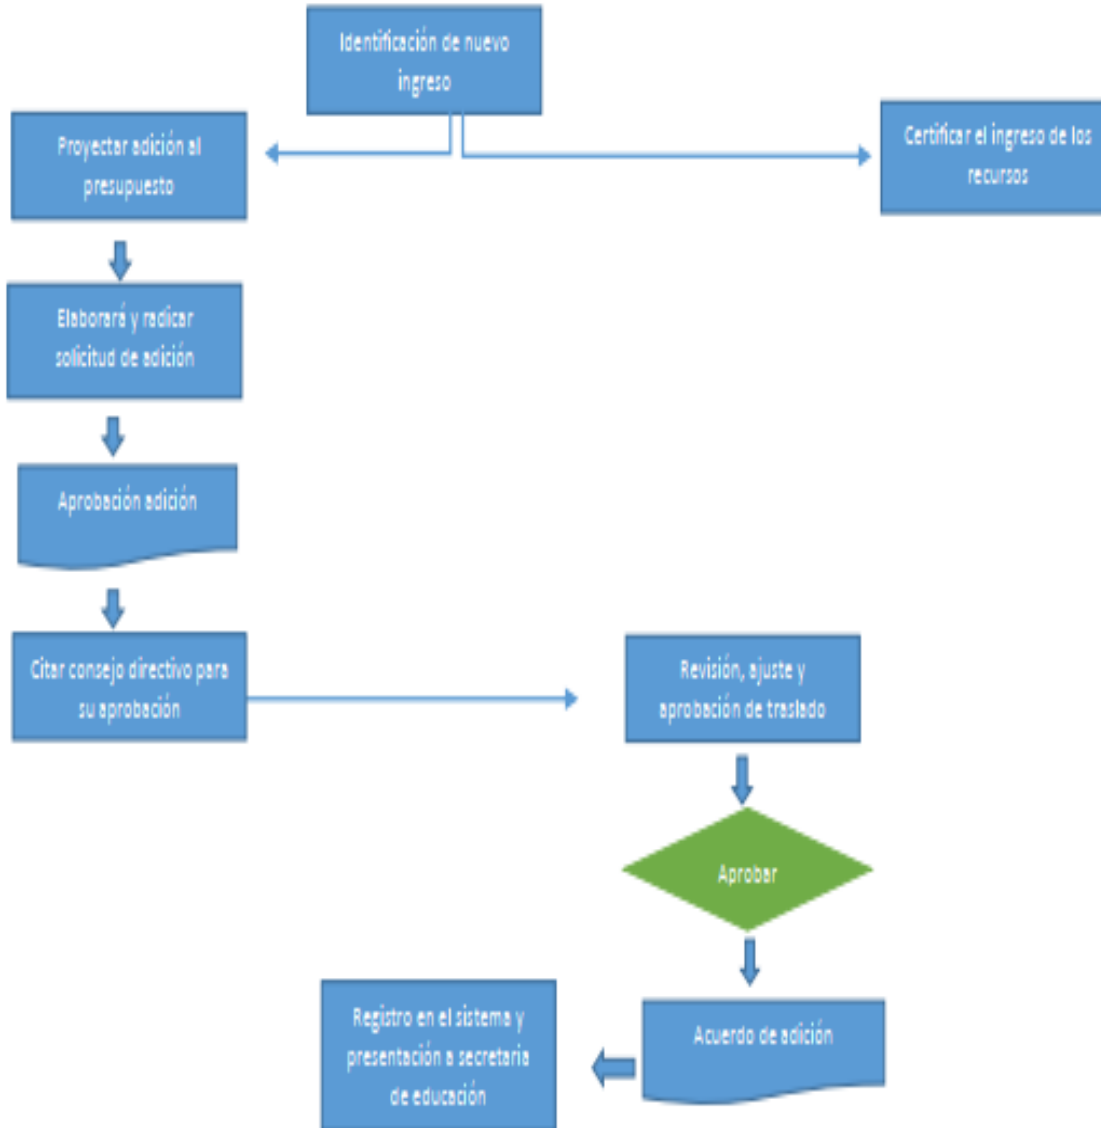 Identificación de nuevo
ingreso
Proyectar adición al
presupuesto
Certificar el ingreso de los
recursos
Elaborará y radicar
solicitud de adición
Aprobación adición
Citar consejo directivo para
su aprobación
Revisión, ajuste y
aprobación de traslado
Aprobar
Acuerdo de adición
Registro en el sistema y
presentación a secretaria
de educación